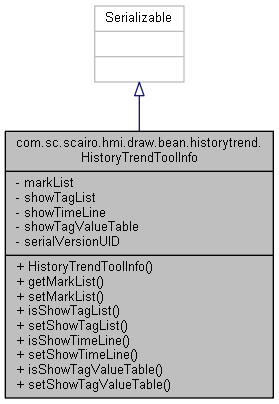 Serializable
com.sc.scairo.hmi.draw.bean.historytrend.
HistoryTrendToolInfo
- markList
- showTagList
- showTimeLine
- showTagValueTable
- serialVersionUID
+ HistoryTrendToolInfo()
+ getMarkList()
+ setMarkList()
+ isShowTagList()
+ setShowTagList()
+ isShowTimeLine()
+ setShowTimeLine()
+ isShowTagValueTable()
+ setShowTagValueTable()